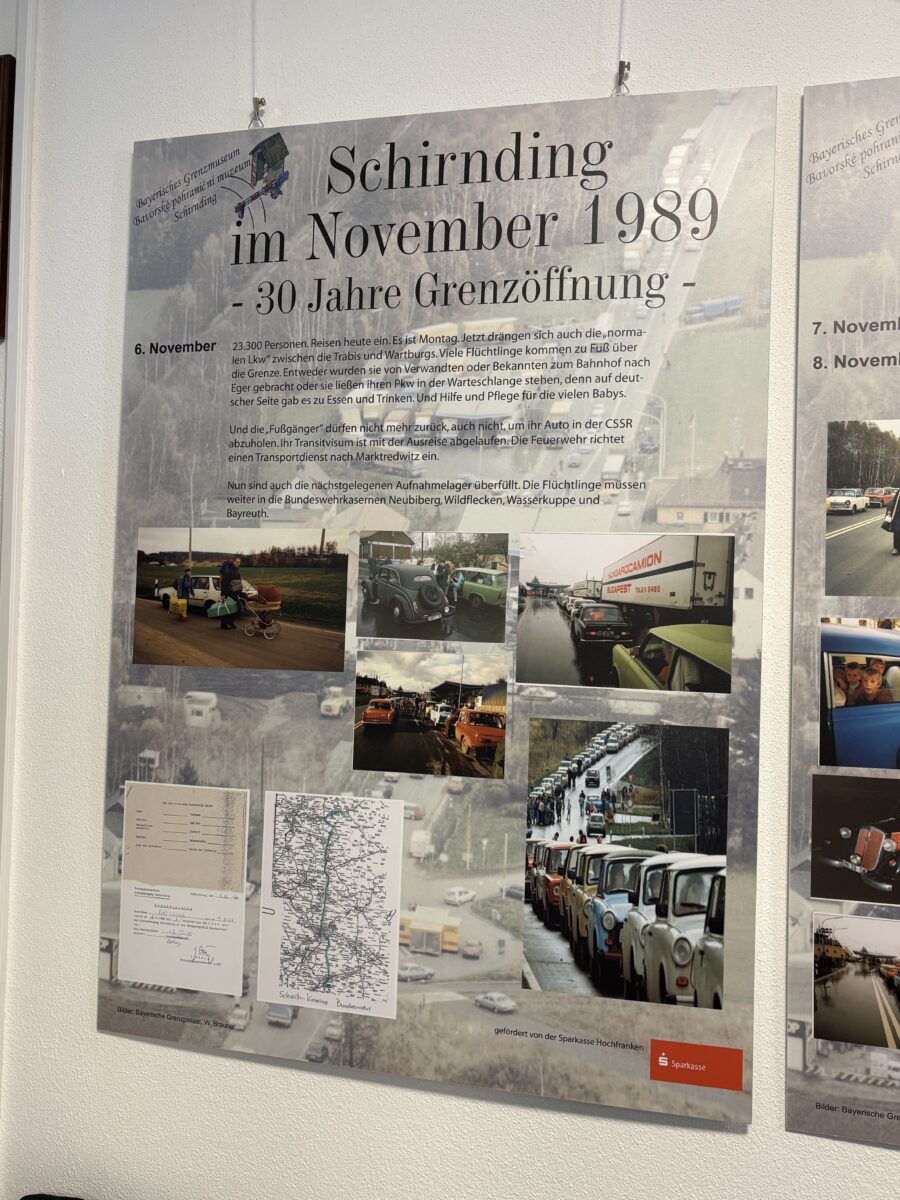 Bayerisches Grenzmuseum
Bavorské pohraniční muzeum
Schirnding
Schirnding
im November 1989
- 30 Jahre Grenzöffnung -
6. November
23.300 Personen. Reisen heute ein. Es ist Montag. Jetzt drängen sich auch die „norma-
len Lkw“ zwischen die Trabis und Wartburgs. Viele Flüchtlinge kommen zu Fuß über
die Grenze. Entweder wurden sie von Verwandten oder Bekannten zum Bahnhof nach
Eger gebracht oder sie ließen ihren Pkw in der Warteschlange stehen, denn auf deut-
scher Seite gab es zu Essen und Trinken. Und Hilfe und Pflege für die vielen Babys.
Und die „Fußgänger“ dürfen nicht mehr zurück, auch nicht, um ihr Auto in der CSSR
abzuholen. Ihr Transitvisum ist mit der Ausreise abgelaufen. Die Feuerwehr richtet
einen Transportdienst nach Marktredwitz ein.
Nun sind auch die nächstgelegenen Aufnahmelager überfüllt. Die Flüchtlinge müssen
weiter in die Bundeswehrkasernen Neubiberg, Wildflecken, Wasserkuppe und
Bayreuth.
HUNGAROCAMION
BUDAPEST
Bilder: Bayerische Grenzpolizei, W. Brauner
gefördert von der Sparkasse Hochfranken
Sparkasse
Bayerisches Gren
Bavorské pohrani
Schirn
7. Novem
8. Novem
Bilder: Bayerische Gre